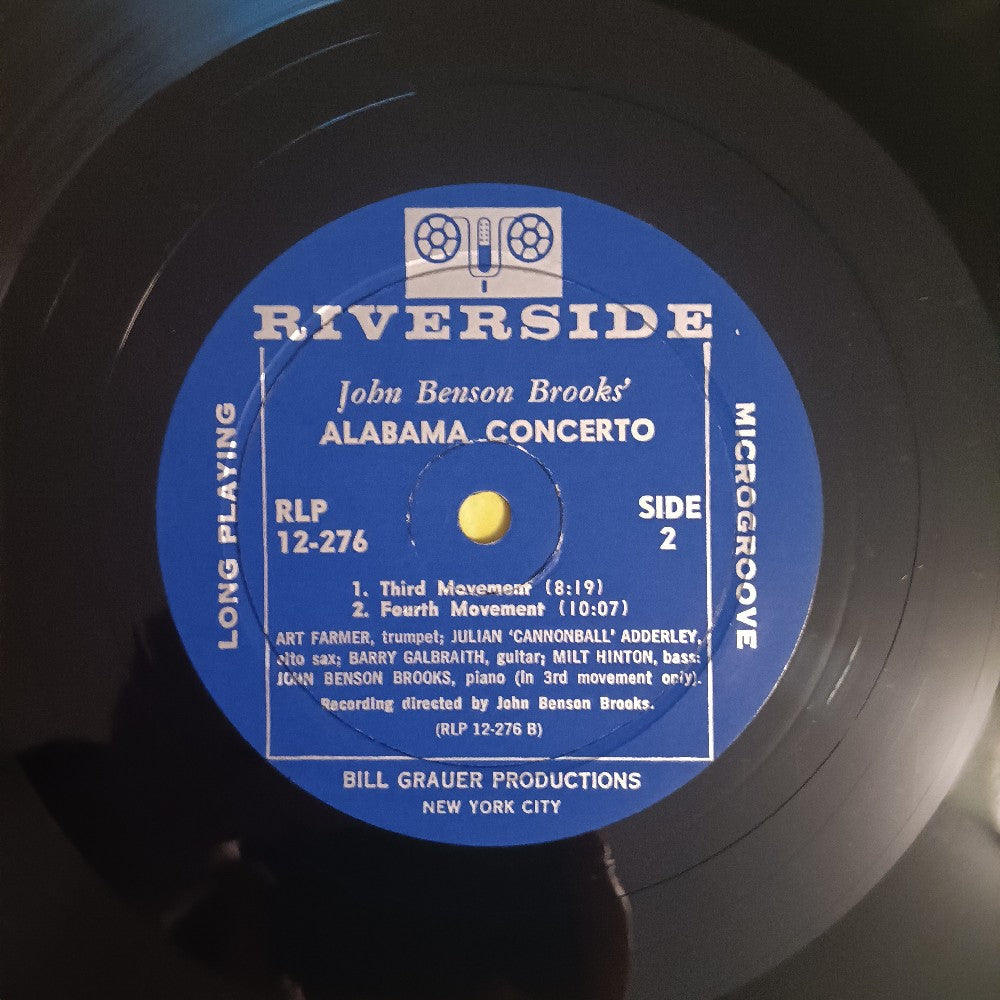 RIVERSIDE
John Benson Brooks'
ALABAMA CONCERTO
LONG PLAYING
MICROGROOVE
RLP
12-276
SIDE
2
1. Third Movement (8:19)
2. Fourth Movement (10:07)
ART FARMER, trumpet; JULIAN 'CANNONBALL' ADDERLEY,
alto sax; BARRY GALBRAITH, guitar; MILT HINTON, bass;
JOHN BENSON BROOKS, piano (in 3rd movement only).
Recording directed by John Benson Brooks.
(RLP 12-276 B)
BILL GRAUER PRODUCTIONS
NEW YORK CITY